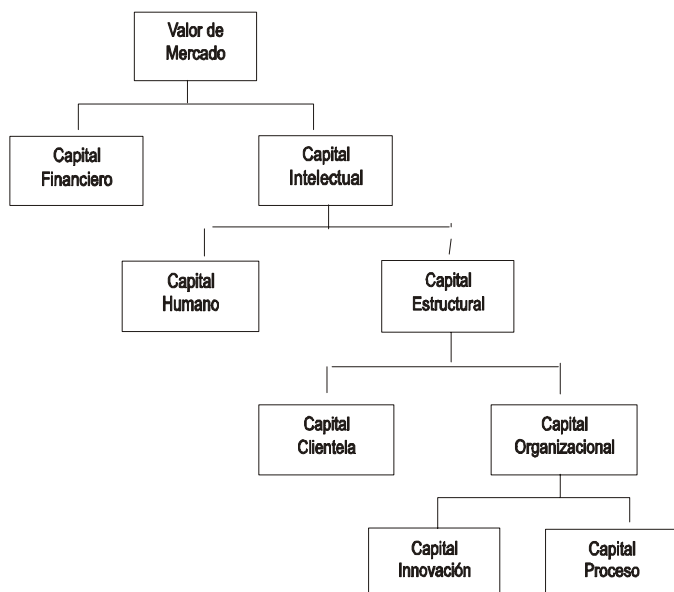 Valor de
Mercado
Capital
Financiero
Capital
Intelectual
Capital
Humano
Capital
Estructural
Capital
Clientela
Capital
Organizacional
Capital
Innovación
Capital
Proceso